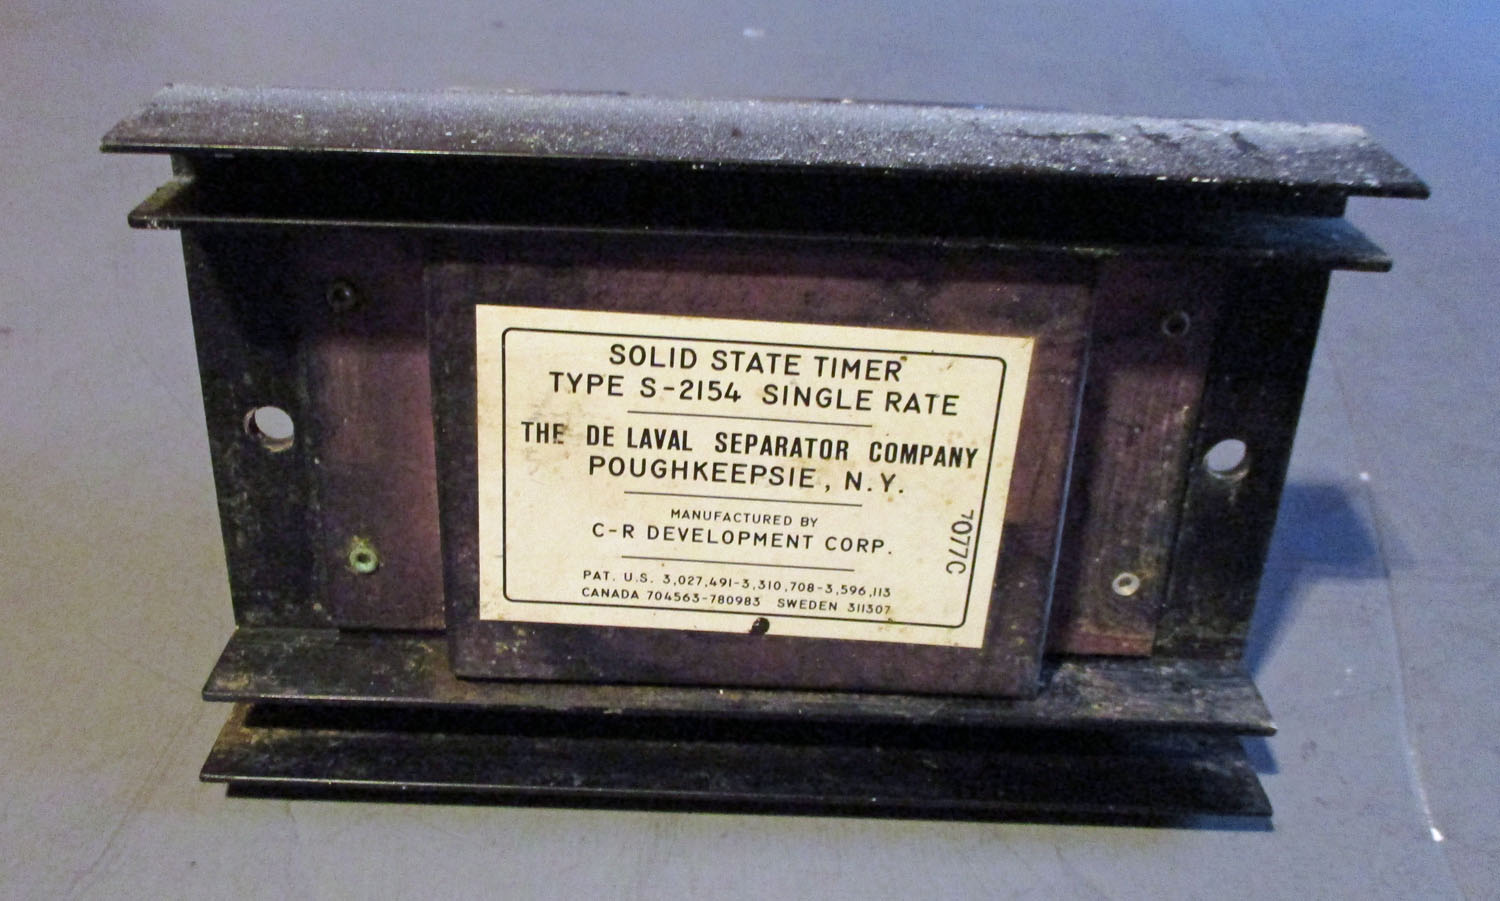 SOLID STATE TIMER
TYPE S-2154 SINGLE RATE
THE DE LAVAL SEPARATOR COMPANY
POUGHKEEPSIE, N.Y.
MANUFACTURED BY
C-R DEVELOPMENT CORP.
PAT. U.S. 3,027,491-3,310,708-3,596,113
CANADA 704563-780983 SWEDEN 311307
7077C